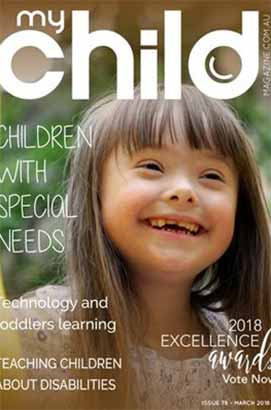 my
child
MAGAZINE.COM.AU
CHILDREN
WITH
SPECIAL
NEEDS
Technology and
toddlers learning
TEACHING CHILDREN
ABOUT DISABILITIES
2018
EXCELLENCE
awards
Vote Now
ISSUE 78 - MARCH 2018